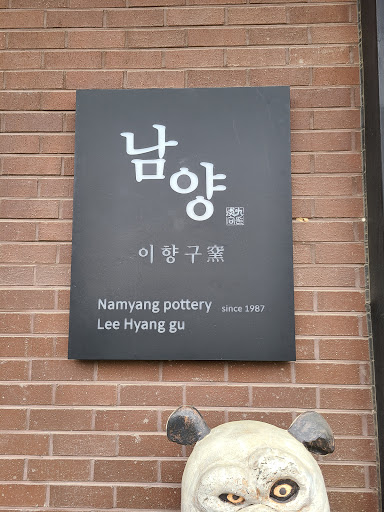 남양
이향구窯
Namyang pottery since 1987
Lee Hyang gu